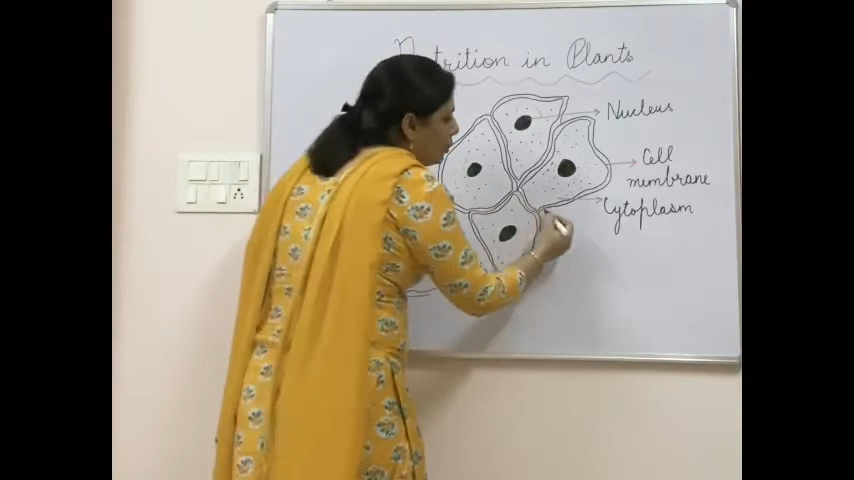 Nutrition in Plants
Nucleus
Cell
membrane
Cytoplasm